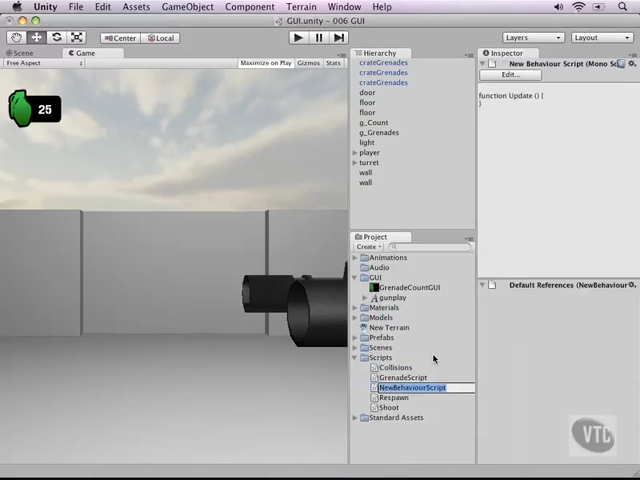 Unity File Edit Assets GameObject Component Terrain Window Help
GUI.unity - 006 GUI
Center Local Layers Layout
Scene Game
Free Aspect Maximize on Play Gizmos Stats
25
Hierarchy
crateGrenades
crateGrenades
crateGrenades
door
floor
floor
g_Count
g_Grenades
light
player
turret
wall
wall
Project
Create
Animations
Audio
GUI
GrenadeCountGUI
gunplay
Materials
Models
New Terrain
Prefabs
Scenes
Scripts
Collisions
GrenadeScript
NewBehaviourScript
Respawn
Shoot
Standard Assets
Inspector
New Behaviour Script (Mono Sc
Edit...
function Update () {
}
Default References (NewBehaviour
VTC